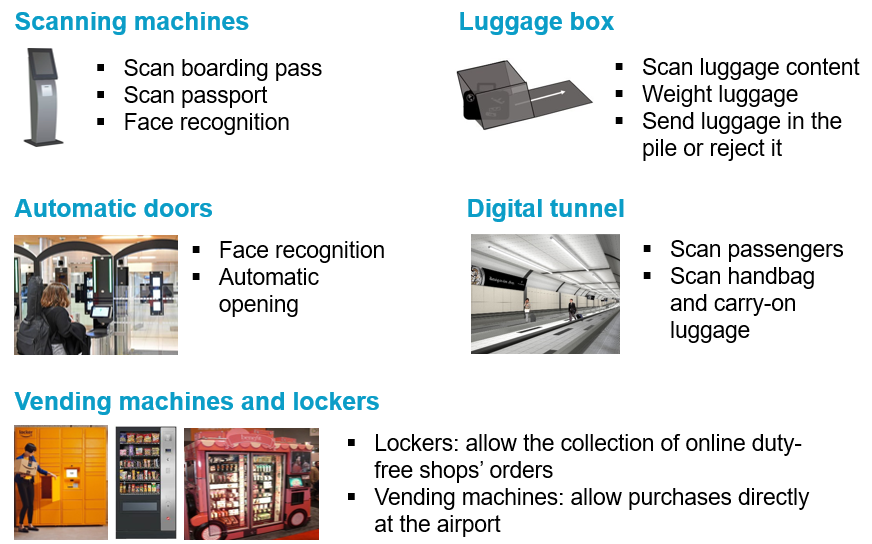 Scanning machines
▪ Scan boarding pass
▪ Scan passport
▪ Face recognition
Luggage box
▪ Scan luggage content
▪ Weight luggage
▪ Send luggage in the
pile or reject it
Automatic doors
▪ Face recognition
▪ Automatic
opening
Digital tunnel
▪ Scan passengers
▪ Scan handbag
and carry-on
luggage
Vending machines and lockers
▪ Lockers: allow the collection of online duty-
free shops’ orders
▪ Vending machines: allow purchases directly
at the airport